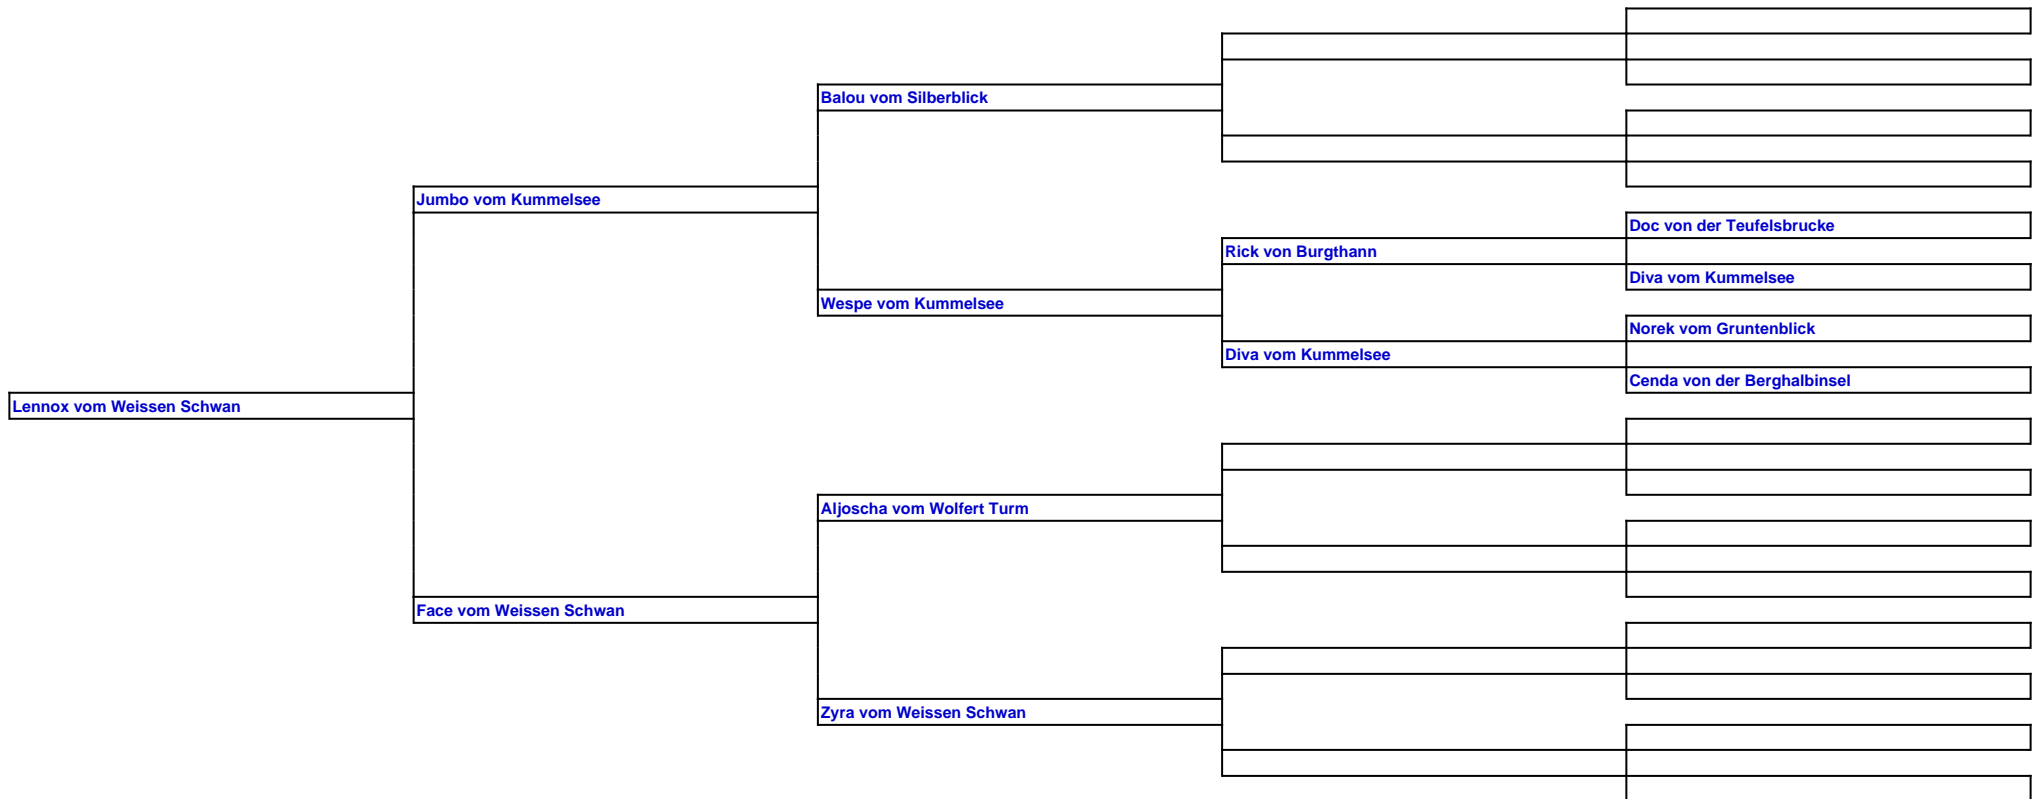 Balou vom Silberblick
Jumbo vom Kummelsee
Doc von der Teufelsbrucke
Rick von Burgthann
Diva vom Kummelsee
Wespe vom Kummelsee
Norek vom Gruntenblick
Diva vom Kummelsee
Cenda von der Berghalbinsel
Lennox vom Weissen Schwan
Aljoscha vom Wolfert Turm
Face vom Weissen Schwan
Zyra vom Weissen Schwan